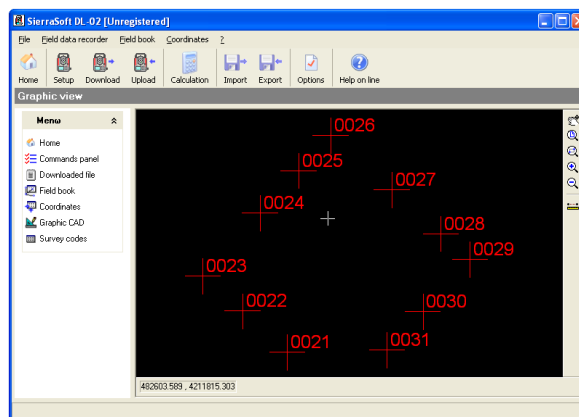 SierraSoft DL-02 [Unregistered]
File Field data recorder Field book Coordinates ?
Home Setup Download Upload Calculation Import Export Options Help on line
Graphic view
Menu
Home
Commands panel
Downloaded file
Field book
Coordinates
Graphic CAD
Survey codes
0026
0025
0027
0024
0028
0029
0023
0022
0030
0021
0031
482603.589 , 4211815.303